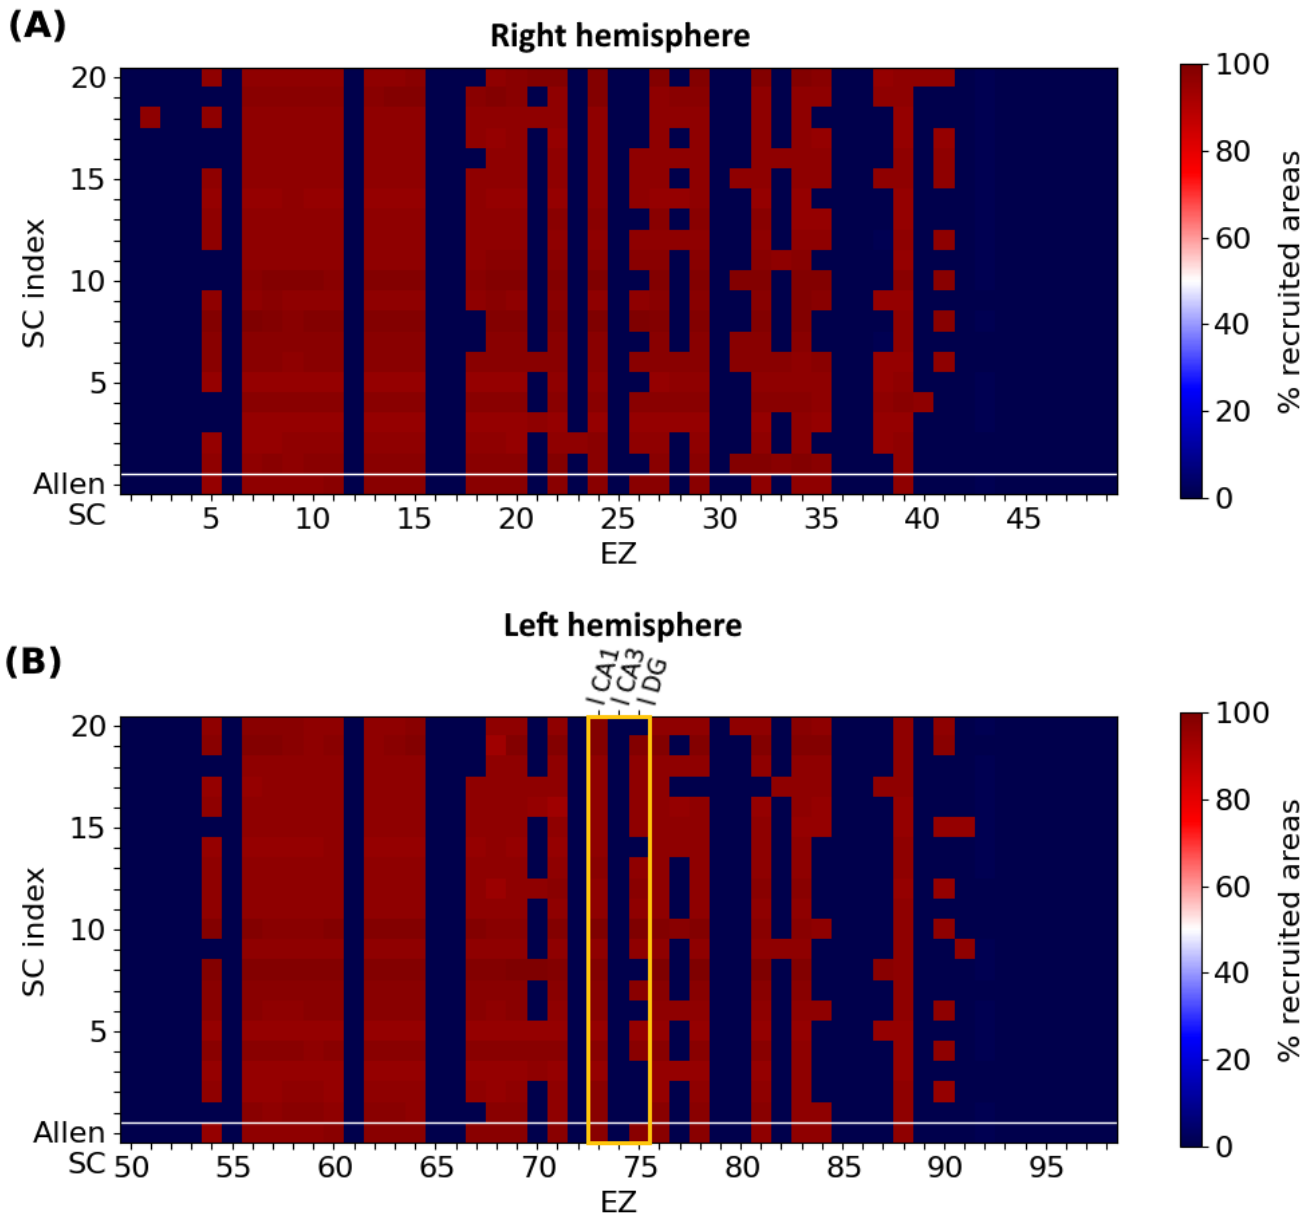 (A)
Right hemisphere
20
15
10
5
Allen
SC
SC index
5 10 15 20 25 30 35 40 45
EZ
100
80
60
40
20
0
% recruited areas
Left hemisphere
(B)
l CA1
l CA3
l DG
20
15
10
5
Allen
SC
SC index
50 55 60 65 70 75 80 85 90 95
EZ
100
80
60
40
20
0
% recruited areas